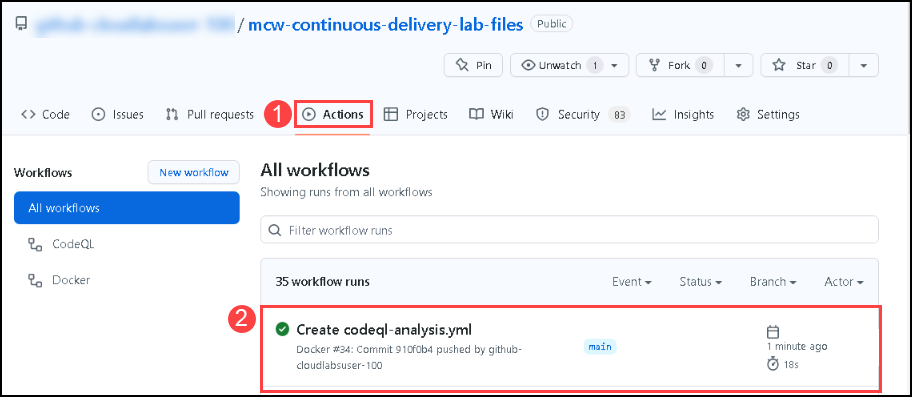 / mcw-continuous-delivery-lab-files Public
Pin Unwatch 1 Fork 0 Star 0
Code Issues Pull requests 1 Actions Projects Wiki Security 83 Insights Settings
Workflows New workflow
All workflows
CodeQL
Docker
All workflows
Showing runs from all workflows
Filter workflow runs
35 workflow runs Event Status Branch Actor
2
Create codeql-analysis.yml
Docker #34: Commit 910f0b4 pushed by github-
cloudlabsuser-100
main
1 minute ago
18s